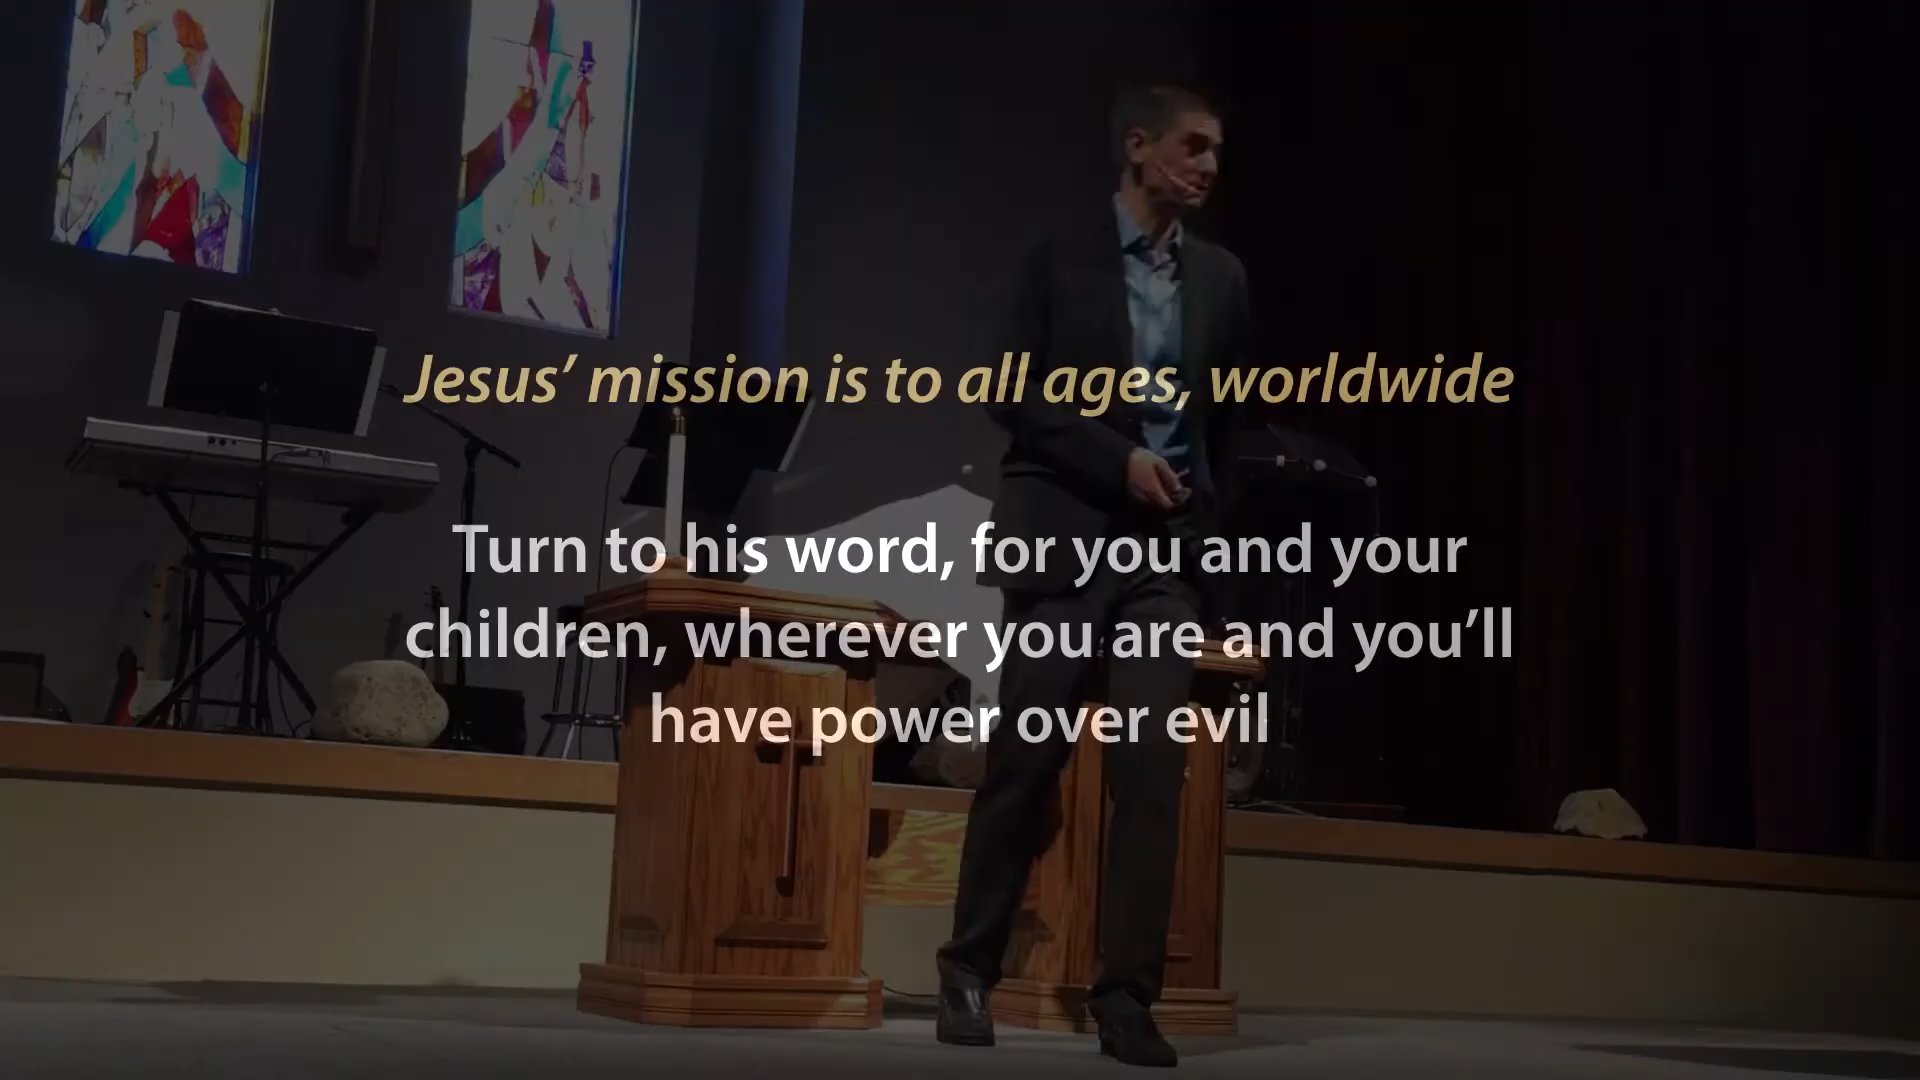 Jesus’ mission is to all ages, worldwide
Turn to his word, for you and your
children, wherever you are and you’ll
have power over evil